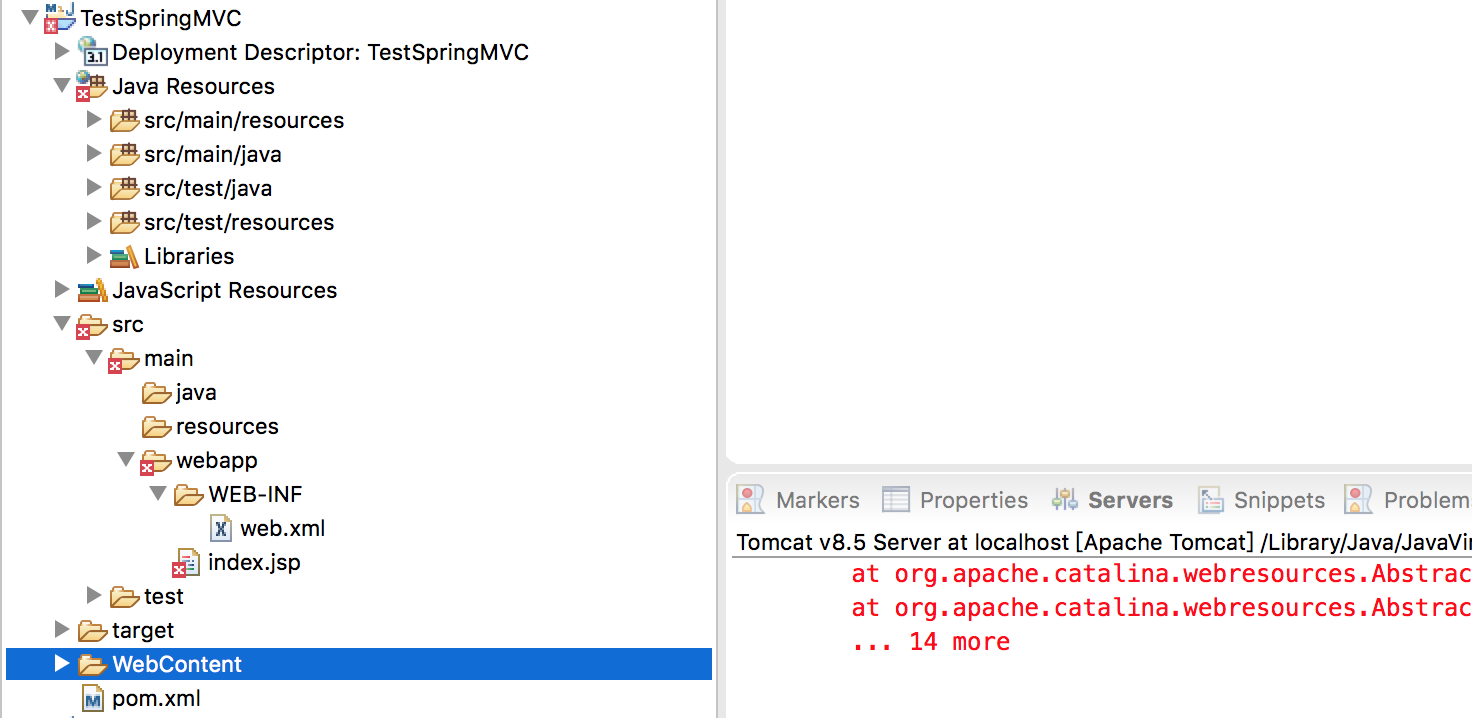 TestSpringMVC
Deployment Descriptor: TestSpringMVC
Java Resources
src/main/resources
src/main/java
src/test/java
src/test/resources
Libraries
JavaScript Resources
src
main
java
resources
webapp
WEB-INF
web.xml
index.jsp
test
target
WebContent
pom.xml
Markers Properties Servers Snippets Problem
Tomcat v8.5 Server at localhost [Apache Tomcat] /Library/Java/JavaVi
at org.apache.catalina.webresources.Abstrac
at org.apache.catalina.webresources.Abstrac
... 14 more